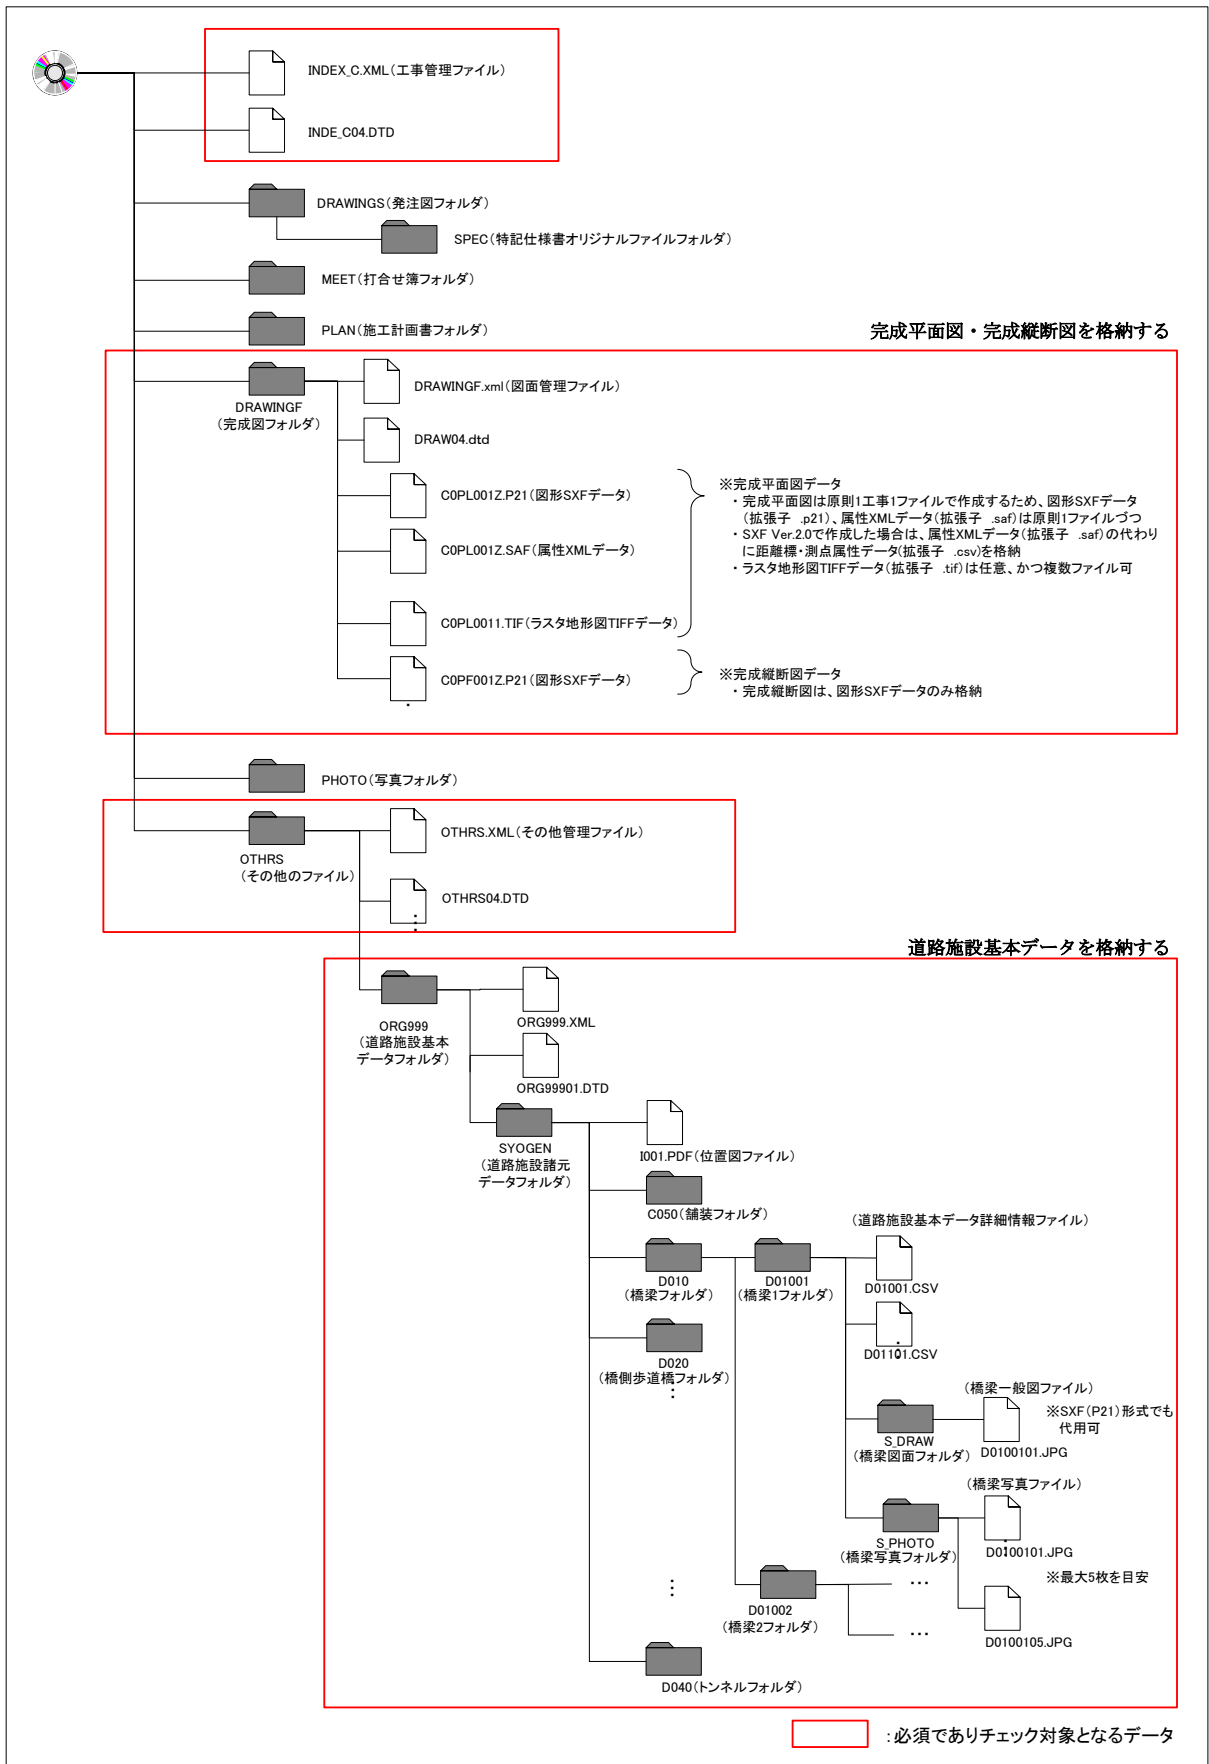 INDEX_C.XML(工事管理ファイル)
INDE_C04.DTD
DRAWINGS(発注図フォルダ)
SPEC(特記仕様書オリジナルファイルフォルダ)
MEET(打合せ簿フォルダ)
PLAN(施工計画書フォルダ)
完成平面図・完成縦断図を格納する
DRAWINGF
(完成図フォルダ)
DRAWINGF.xml(図面管理ファイル)
DRAW04.dtd
C0PL001Z.P21(図形SXFデータ)
C0PL001Z.SAF(属性XMLデータ)
C0PL0011.TIF(ラスタ地形図TIFFデータ)
C0PF001Z.P21(図形SXFデータ)
※完成平面図データ
・完成平面図は原則1工事1ファイルで作成するため、図形SXFデータ
(拡張子 .p21)、属性XMLデータ(拡張子 .saf)は原則1ファイルづつ
・SXF Ver.2.0で作成した場合は、属性XMLデータ(拡張子 .saf)の代わり
に距離標・測点属性データ(拡張子 .csv)を格納
・ラスタ地形図TIFFデータ(拡張子 .tif)は任意、かつ複数ファイル可
※完成縦断図データ
・完成縦断図は、図形SXFデータのみ格納
PHOTO(写真フォルダ)
OTHRS
(その他のファイル)
OTHRS.XML(その他管理ファイル)
OTHRS04.DTD
道路施設基本データを格納する
ORG999
(道路施設基本
データフォルダ)
ORG999.XML
ORG99901.DTD
SYOGEN
(道路施設諸元
データフォルダ)
I001.PDF(位置図ファイル)
C050(舗装フォルダ)
D010
(橋梁フォルダ)
D01001
(橋梁1フォルダ)
(道路施設基本データ詳細情報ファイル)
D01001.CSV
D01101.CSV
D020
(橋側歩道橋フォルダ)
⋮
S_DRAW
(橋梁図面フォルダ)
(橋梁一般図ファイル)
D0100101.JPG
※SXF(P21)形式でも
代用可
S_PHOTO
(橋梁写真フォルダ)
(橋梁写真ファイル)
D0100101.JPG
※最大5枚を目安
D0100105.JPG
⋮
D01002
(橋梁2フォルダ)
…
…
D040(トンネルフォルダ)
:必須でありチェック対象となるデータ